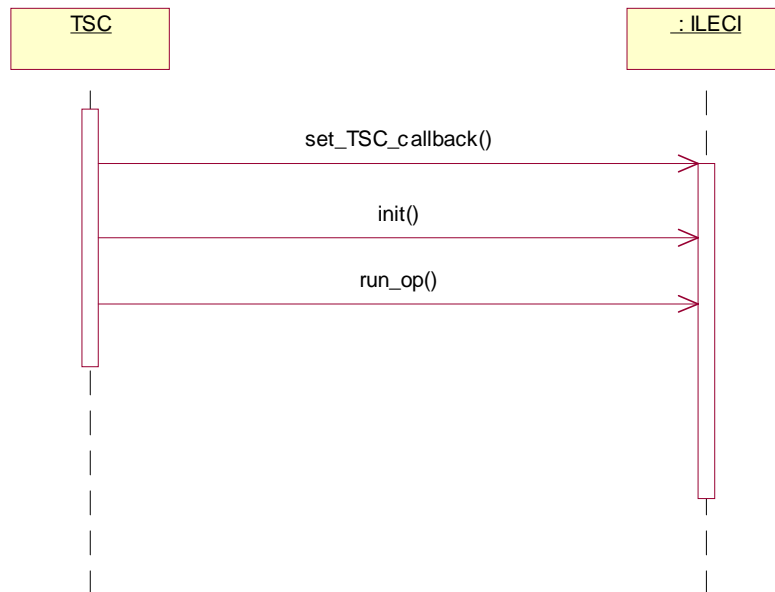 TSC
: ILECI
set_TSC_callback()
init()
run_op()